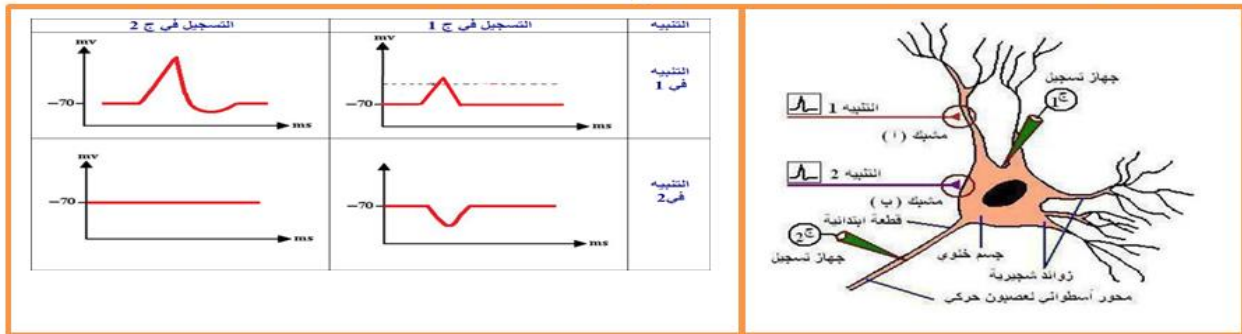 التنبيه التسجيل في ج 1 التسجيل في ج 2
التنبيه
في 1
mv
−70
ms
mv
−70
ms
التنبيه
في2
−70
ms
mv
−70
ms
جهاز تسجيل
ج1
التنبيه 1
مشبك ( أ )
التنبيه 2
مشبك ( ب )
قطعة ابتدائية
ج2
جهاز تسجيل
جسم خلوي
زوائد شجيرية
محور أسطواني لعصبون حركي